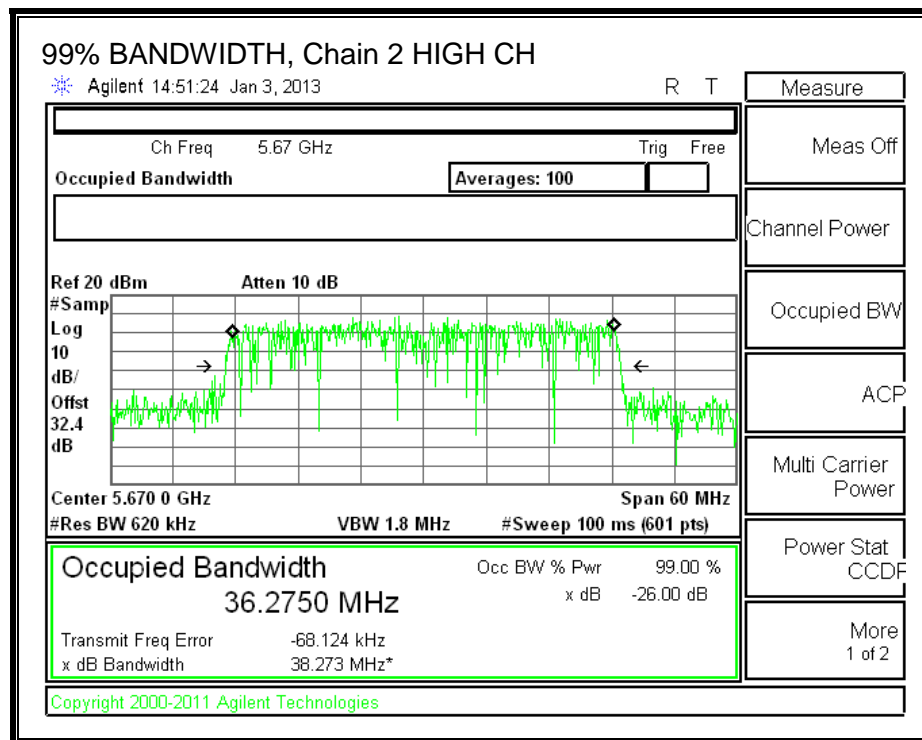 99% BANDWIDTH, Chain 2 HIGH CH
Agilent 14:51:24 Jan 3, 2013 R T
Measure
Ch Freq 5.67 GHz Trig Free
Meas Off
Occupied Bandwidth Averages: 100
Channel Power
Ref 20 dBm Atten 10 dB
#Samp
Log
10
dB/
Offst
32.4
dB
Occupied BW
ACP
Multi Carrier
Power
Center 5.670 0 GHz Span 60 MHz
#Res BW 620 kHz VBW 1.8 MHz #Sweep 100 ms (601 pts)
Power Stat
CCDF
Occupied Bandwidth Occ BW % Pwr 99.00 %
36.2750 MHz x dB -26.00 dB
Transmit Freq Error -68.124 kHz
x dB Bandwidth 38.273 MHz*
More
1 of 2
Copyright 2000-2011 Agilent Technologies